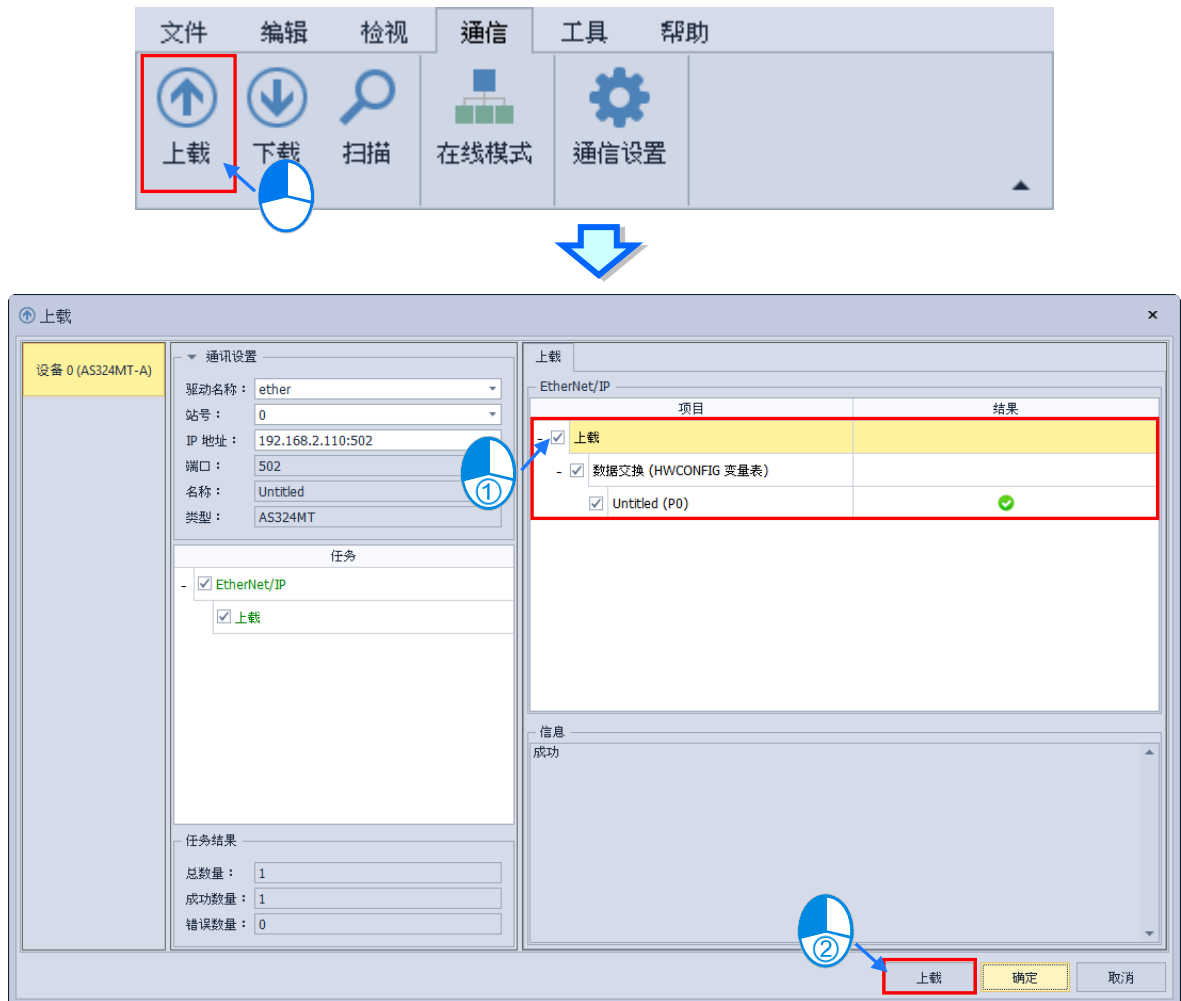 文件 编辑 检视 通信 工具 帮助
上载 下载 扫描 在线模式 通信设置
上载
设备 0 (AS324MT-A)
通讯设置
驱动名称： ether
站号： 0
IP 地址： 192.168.2.110:502
端口： 502
名称： Untitled
类型： AS324MT
任务
EtherNet/IP
上载
任务结果
总数量： 1
成功数量： 1
错误数量： 0
上载
EtherNet/IP
项目 结果
上载
数据交换 (HWCONFIG 变量表)
Untitled (P0)
①
信息
成功
②
上载 确定 取消